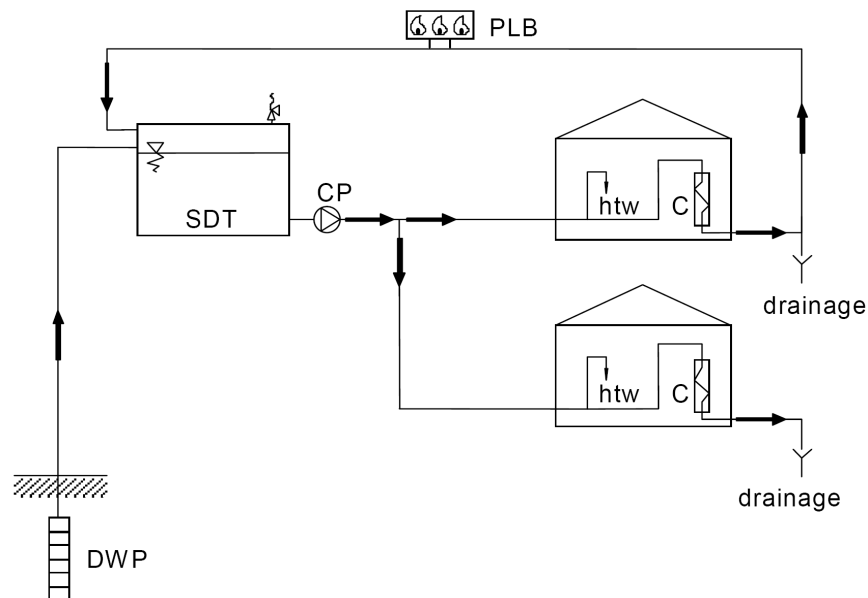 PLB
CP
SDT
htw
C
drainage
htw
C
drainage
DWP